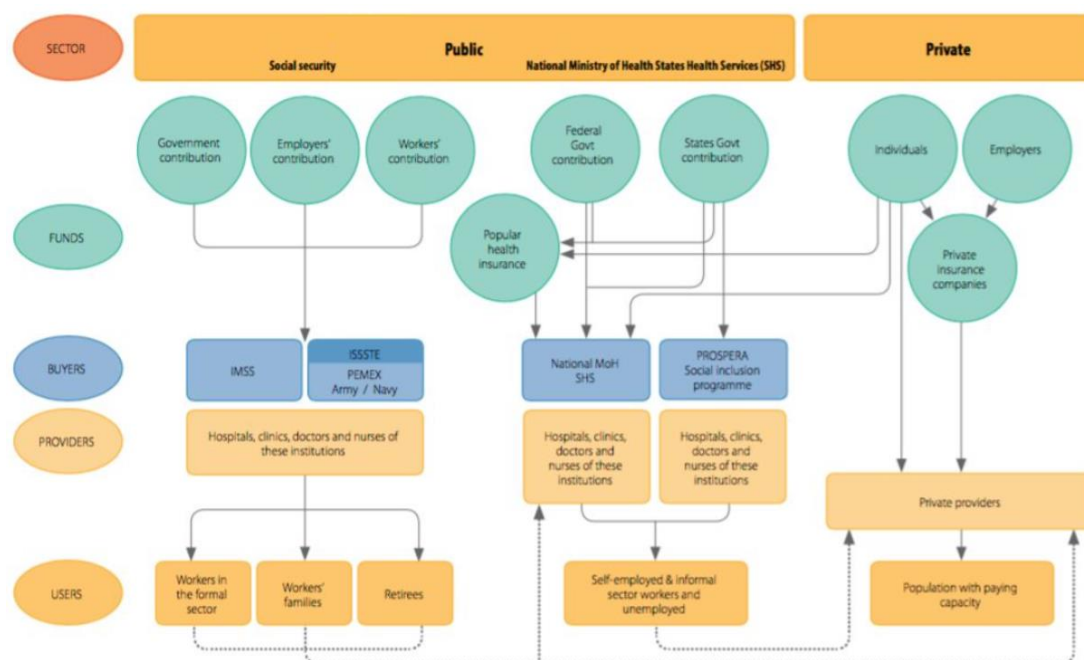 SECTOR
Public
Social security
National Ministry of Health States Health Services (SHS)
Private
Government
contribution
Employers'
contribution
Workers'
contribution
Federal
Govt
contribution
States Govt
contribution
Individuals
Employers
FUNDS
Popular
health
insurance
Private
insurance
companies
BUYERS
IMSS
ISSSTE
PEMEX
Army / Navy
National MoH
SHS
PROSPERA
Social inclusion
programme
PROVIDERS
Hospitals, clinics, doctors and nurses of
these institutions
Hospitals, clinics,
doctors and
nurses of these
institutions
Hospitals, clinics,
doctors and
nurses of these
institutions
Private providers
USERS
Workers in
the formal
sector
Workers'
families
Retirees
Self-employed & informal
sector workers and
unemployed
Population with paying
capacity